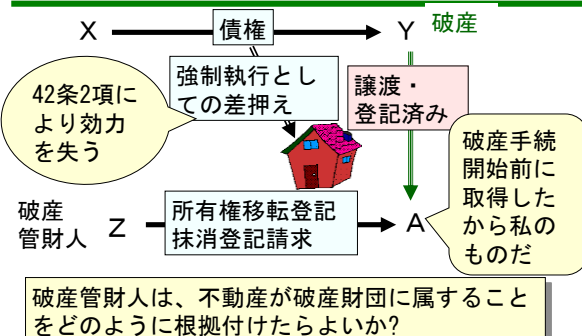 X
債権
Y
破産
42条2項に
より効力
を失う
強制執行とし
ての差押え
譲渡・
登記済み
破産手続
開始前に
取得した
から私の
ものだ
破産
管財人
Z
所有権移転登記
抹消登記請求
A
破産管財人は、不動産が破産財団に属すること
をどのように根拠付けたらよいか?